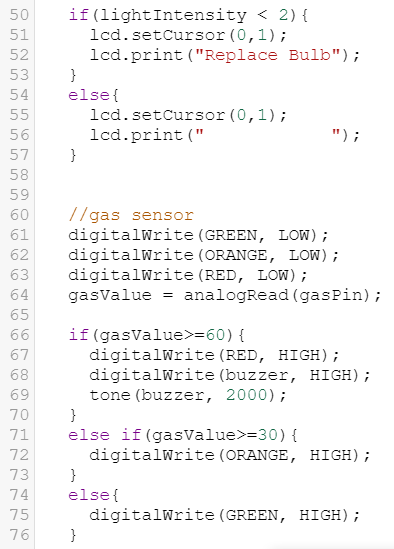 50 if(lightIntensity < 2){
51 lcd.setCursor(0,1);
52 lcd.print("Replace Bulb");
53 }
54 else{
55 lcd.setCursor(0,1);
56 lcd.print("            ");
57 }
58
59
60 //gas sensor
61 digitalWrite(GREEN, LOW);
62 digitalWrite(ORANGE, LOW);
63 digitalWrite(RED, LOW);
64 gasValue = analogRead(gasPin);
65
66 if(gasValue>=60){
67 digitalWrite(RED, HIGH);
68 digitalWrite(buzzer, HIGH);
69 tone(buzzer, 2000);
70 }
71 else if(gasValue>=30){
72 digitalWrite(ORANGE, HIGH);
73 }
74 else{
75 digitalWrite(GREEN, HIGH);
76 }